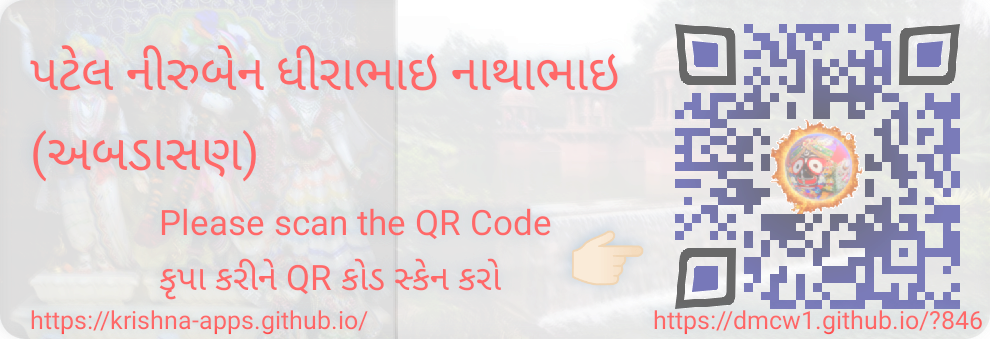 પટેલ નીરુબેન ધીરાભાઇ નાથાભાઇ
(અબડાસણ)
Please scan the QR Code
કૃપા કરીને QR કોડ સ્કેન કરો
https://krishna-apps.github.io/
https://dmcw1.github.io/?846